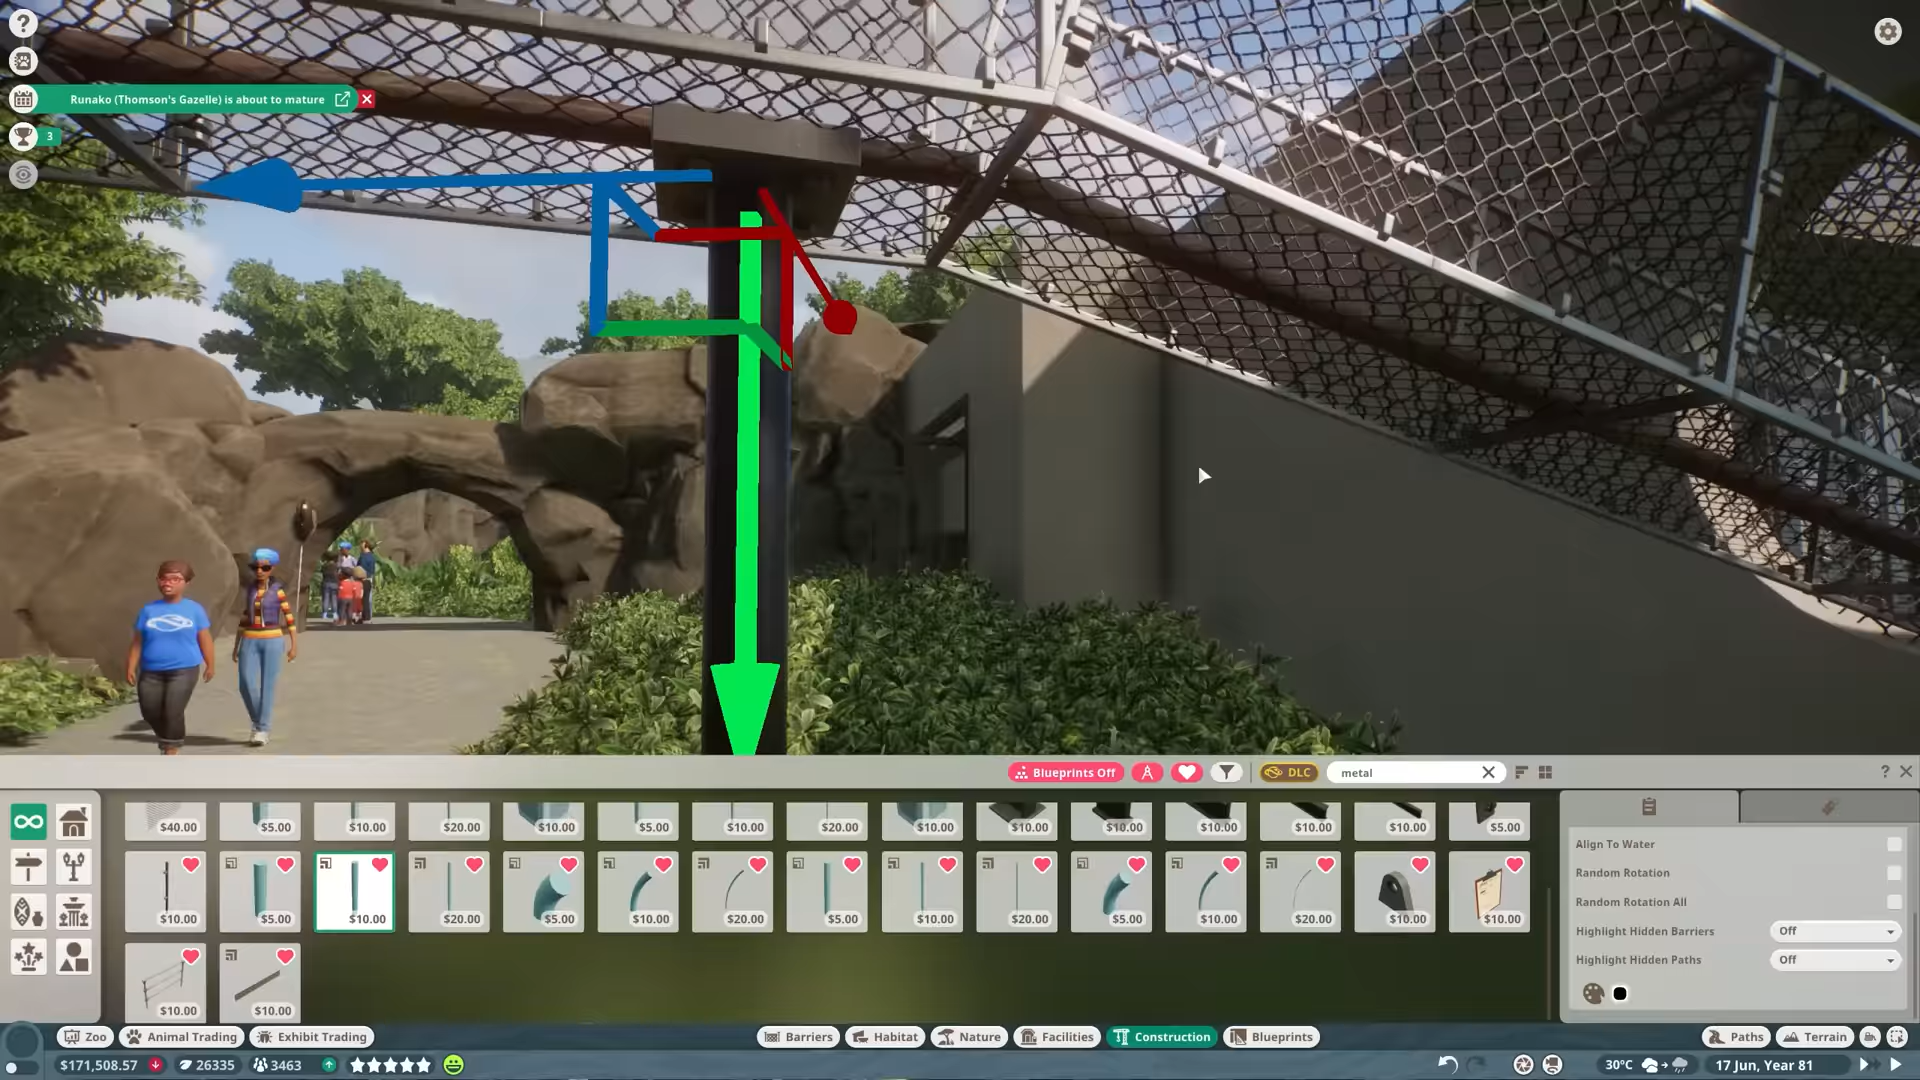 Runako (Thomson's Gazelle) is about to mature
3
Blueprints Off
DLC
metal
$40.00
$5.00
$10.00
$20.00
$10.00
$5.00
$10.00
$20.00
$10.00
$10.00
$10.00
$10.00
$10.00
$10.00
$5.00
$10.00
$5.00
$10.00
$20.00
$5.00
$10.00
$20.00
$5.00
$10.00
$20.00
$5.00
$10.00
$20.00
$10.00
$10.00
$10.00
$10.00
Align To Water
Random Rotation
Random Rotation All
Highlight Hidden Barriers
Off
Highlight Hidden Paths
Off
Zoo
Animal Trading
Exhibit Trading
Barriers
Habitat
Nature
Facilities
Construction
Blueprints
Paths
Terrain
$171,508.57
26335
3463
30°C
17 Jun, Year 81